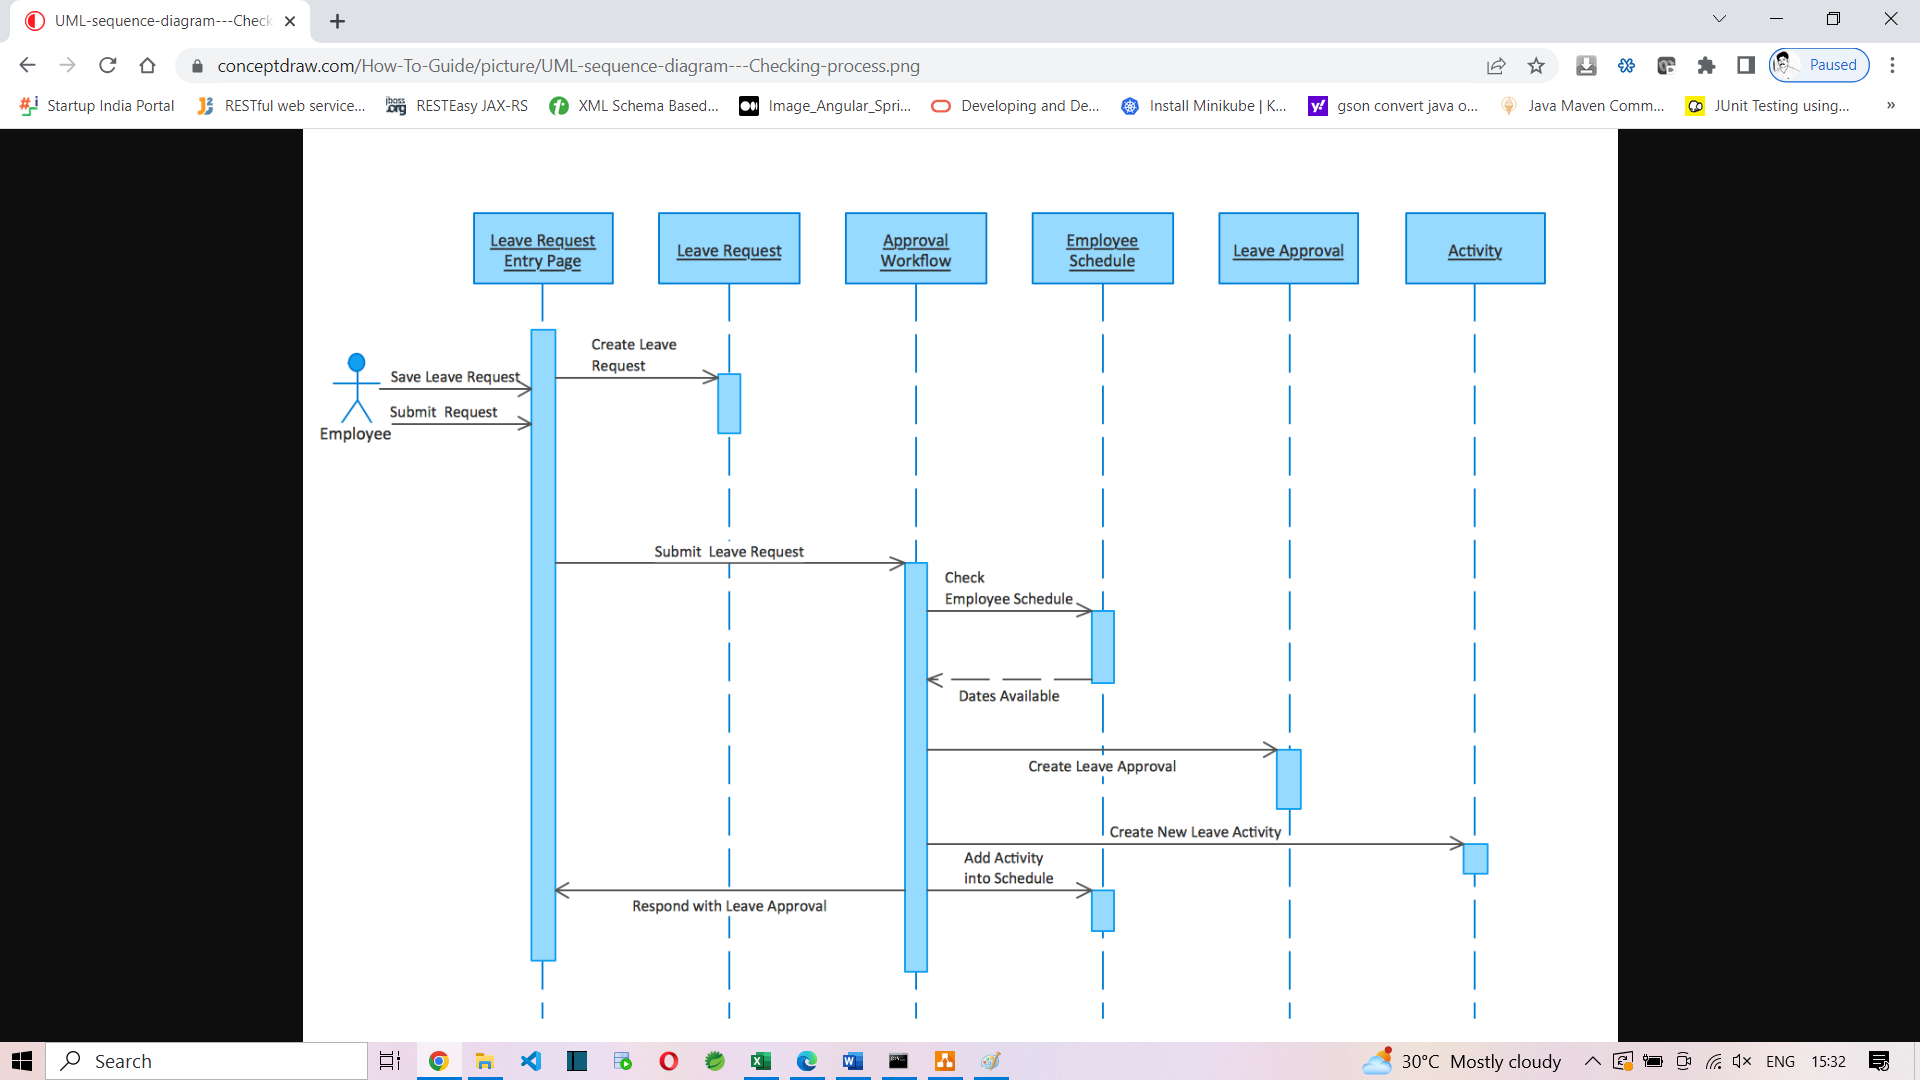 UML-sequence-diagram---Check
conceptdraw.com/How-To-Guide/picture/UML-sequence-diagram---Checking-process.png
Paused
Startup India Portal
RESTful web service...
RESTEasy JAX-RS
XML Schema Based...
Image_Angular_Spri...
Developing and De...
Install Minikube | K...
gson convert java o...
Java Maven Comm...
JUnit Testing using...
»
Leave Request
Entry Page
Leave Request
Approval
Workflow
Employee
Schedule
Leave Approval
Activity
Create Leave
Request
Save Leave Request
Submit Request
Employee
Submit Leave Request
Check
Employee Schedule
Dates Available
Create Leave Approval
Create New Leave Activity
Add Activity
into Schedule
Respond with Leave Approval
Search
30°C Mostly cloudy
ENG
15:32